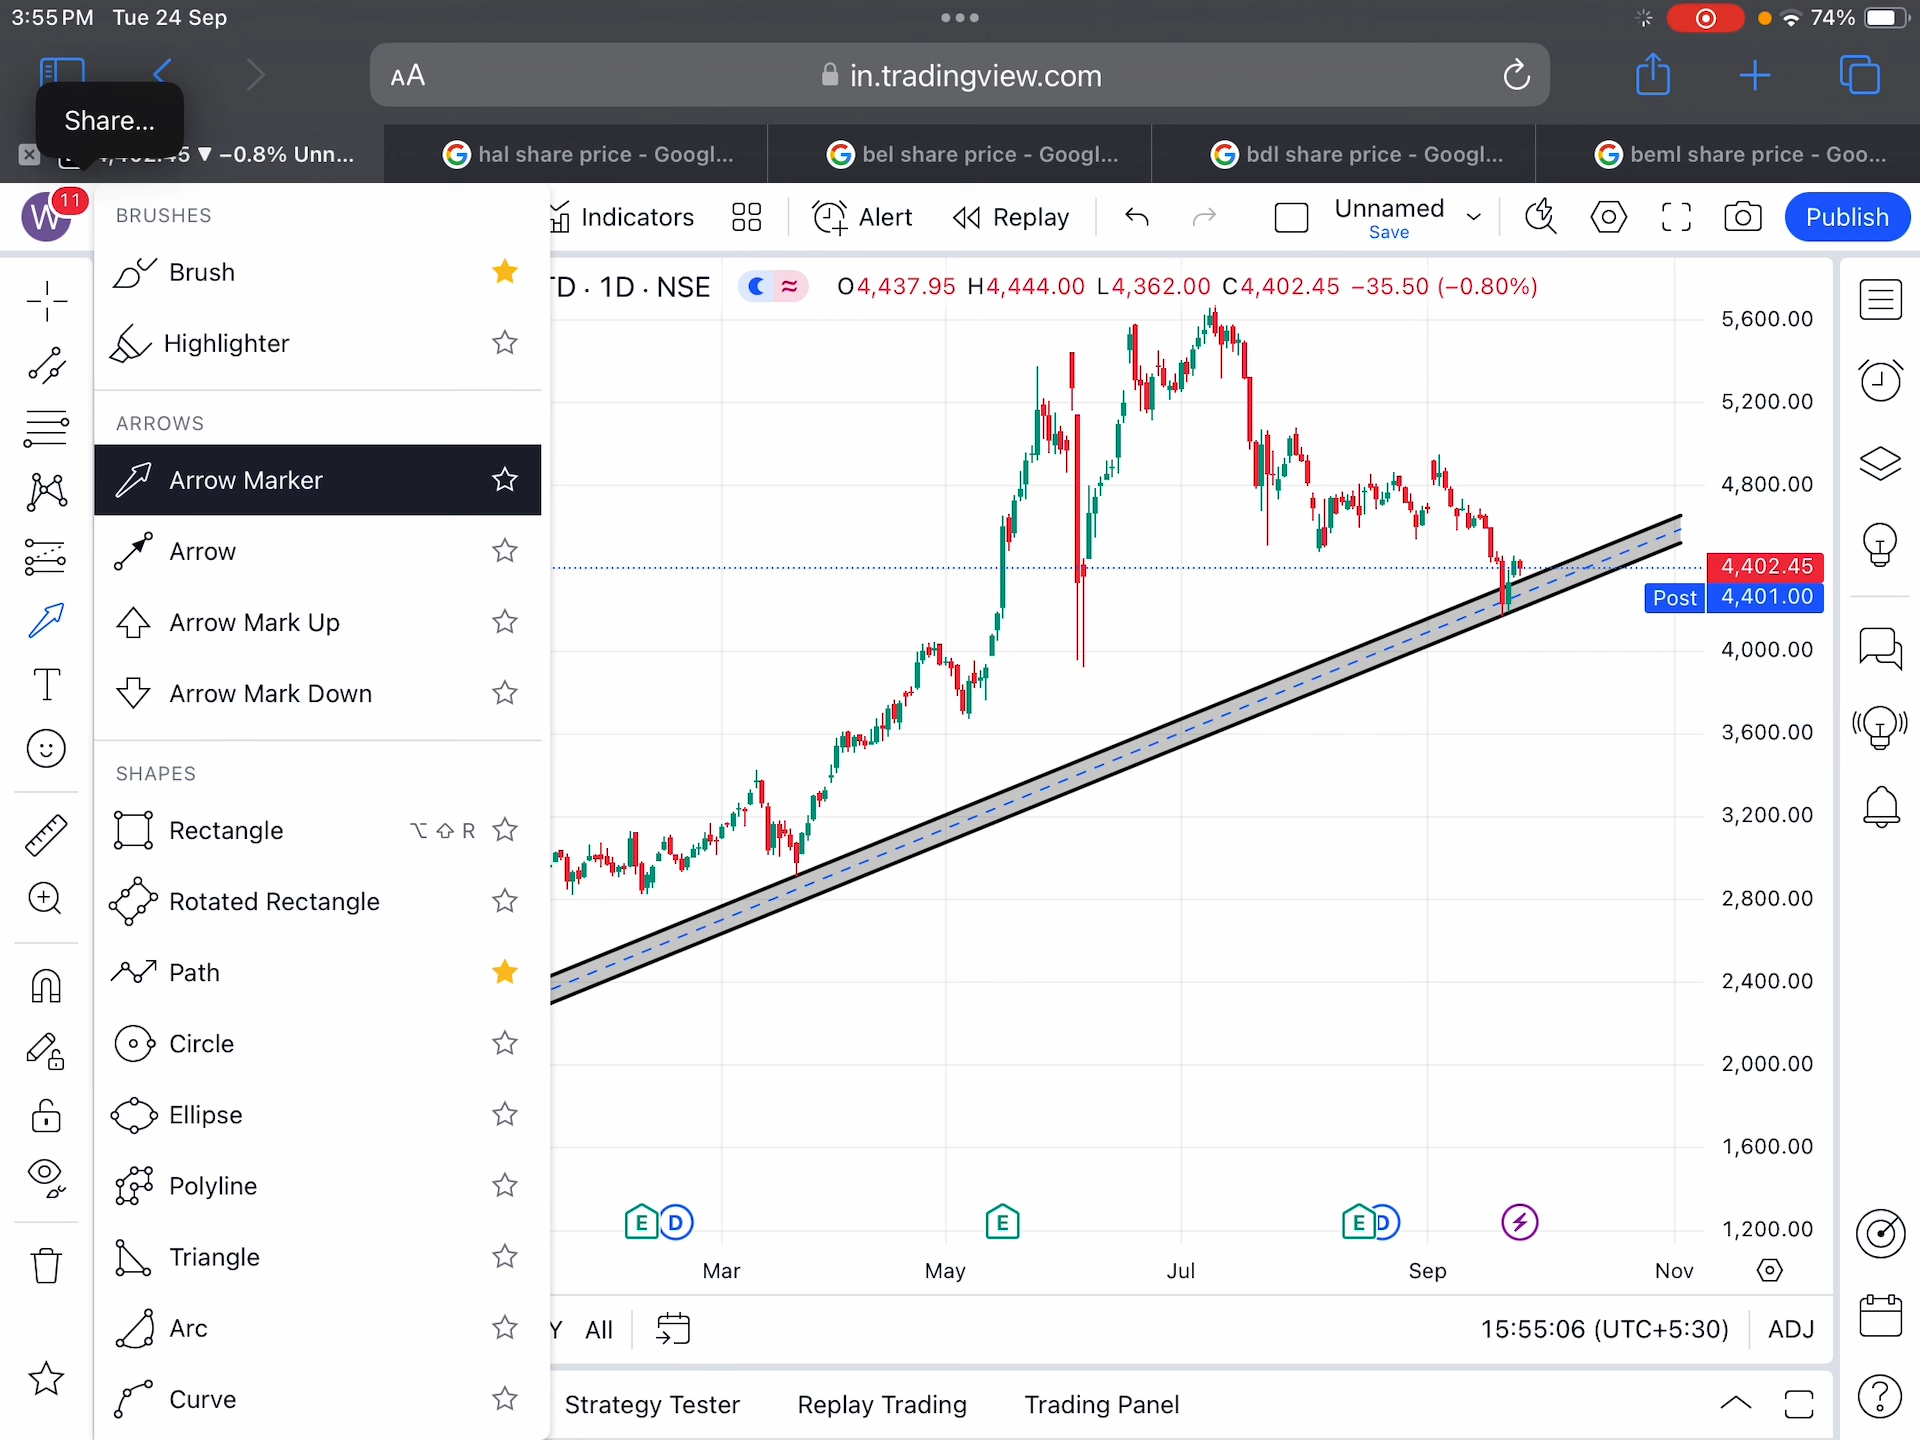 3:55 PM Tue 24 Sep
74%
AA
in.tradingview.com
Share...
−0.8% Unn...
hal share price - Googl...
bel share price - Googl...
bdl share price - Googl...
beml share price - Goo...
W
11
Indicators
Alert
Replay
Unnamed
Save
Publish
BRUSHES
Brush
Highlighter
ARROWS
Arrow Marker
Arrow
Arrow Mark Up
Arrow Mark Down
SHAPES
Rectangle ⌥ ⇧ R
Rotated Rectangle
Path
Circle
Ellipse
Polyline
Triangle
Arc
Curve
TD · 1D · NSE
O4,437.95 H4,444.00 L4,362.00 C4,402.45 −35.50 (−0.80%)
5,600.00
5,200.00
4,800.00
4,402.45
Post 4,401.00
4,000.00
3,600.00
3,200.00
2,800.00
2,400.00
2,000.00
1,600.00
1,200.00
E D E E D
Mar May Jul Sep Nov
Y All
15:55:06 (UTC+5:30) ADJ
Strategy Tester Replay Trading Trading Panel